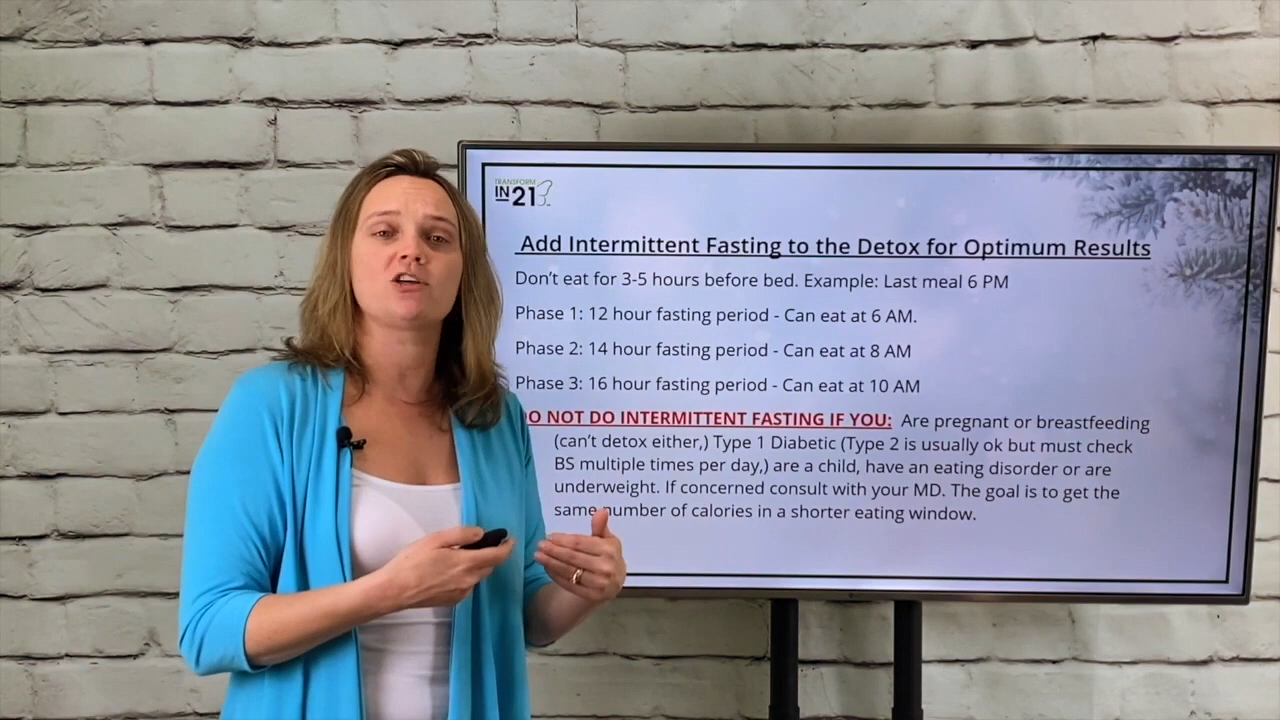 TRANSFORM
IN 21
Add Intermittent Fasting to the Detox for Optimum Results
Don't eat for 3-5 hours before bed. Example: Last meal 6 PM
Phase 1: 12 hour fasting period - Can eat at 6 AM.
Phase 2: 14 hour fasting period - Can eat at 8 AM
Phase 3: 16 hour fasting period - Can eat at 10 AM
O NOT DO INTERMITTENT FASTING IF YOU: Are pregnant or breastfeeding
(can't detox either,) Type 1 Diabetic (Type 2 is usually ok but must check
BS multiple times per day,) are a child, have an eating disorder or are
underweight. If concerned consult with your MD. The goal is to get the
same number of calories in a shorter eating window.